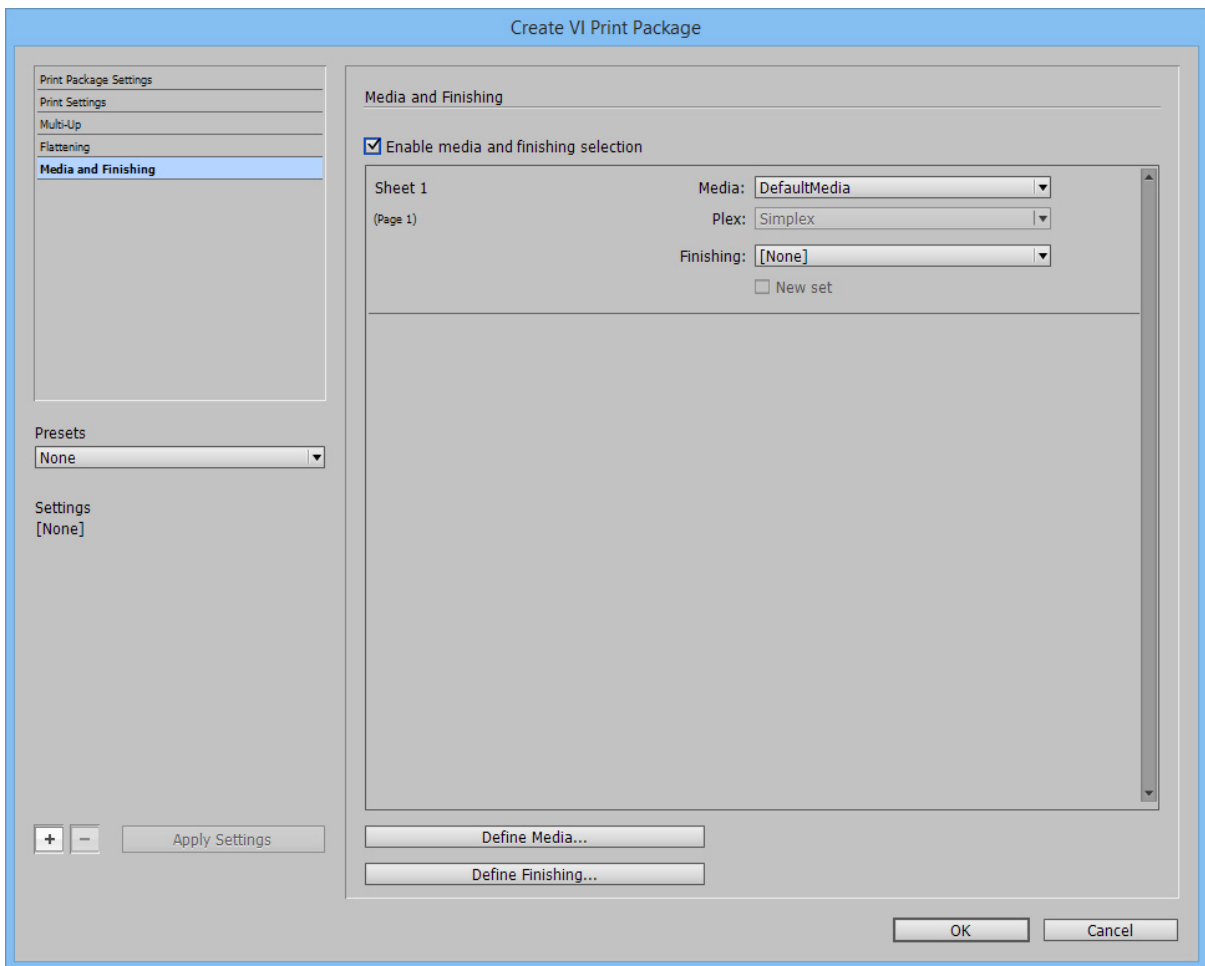 Create VI Print Package
Print Package Settings
Print Settings
Multi-Up
Flattening
Media and Finishing
Presets
None
Settings
[None]
+ − Apply Settings
Media and Finishing
Enable media and finishing selection
Sheet 1 Media: DefaultMedia
(Page 1) Plex: Simplex
Finishing: [None]
New set
Define Media...
Define Finishing...
OK Cancel